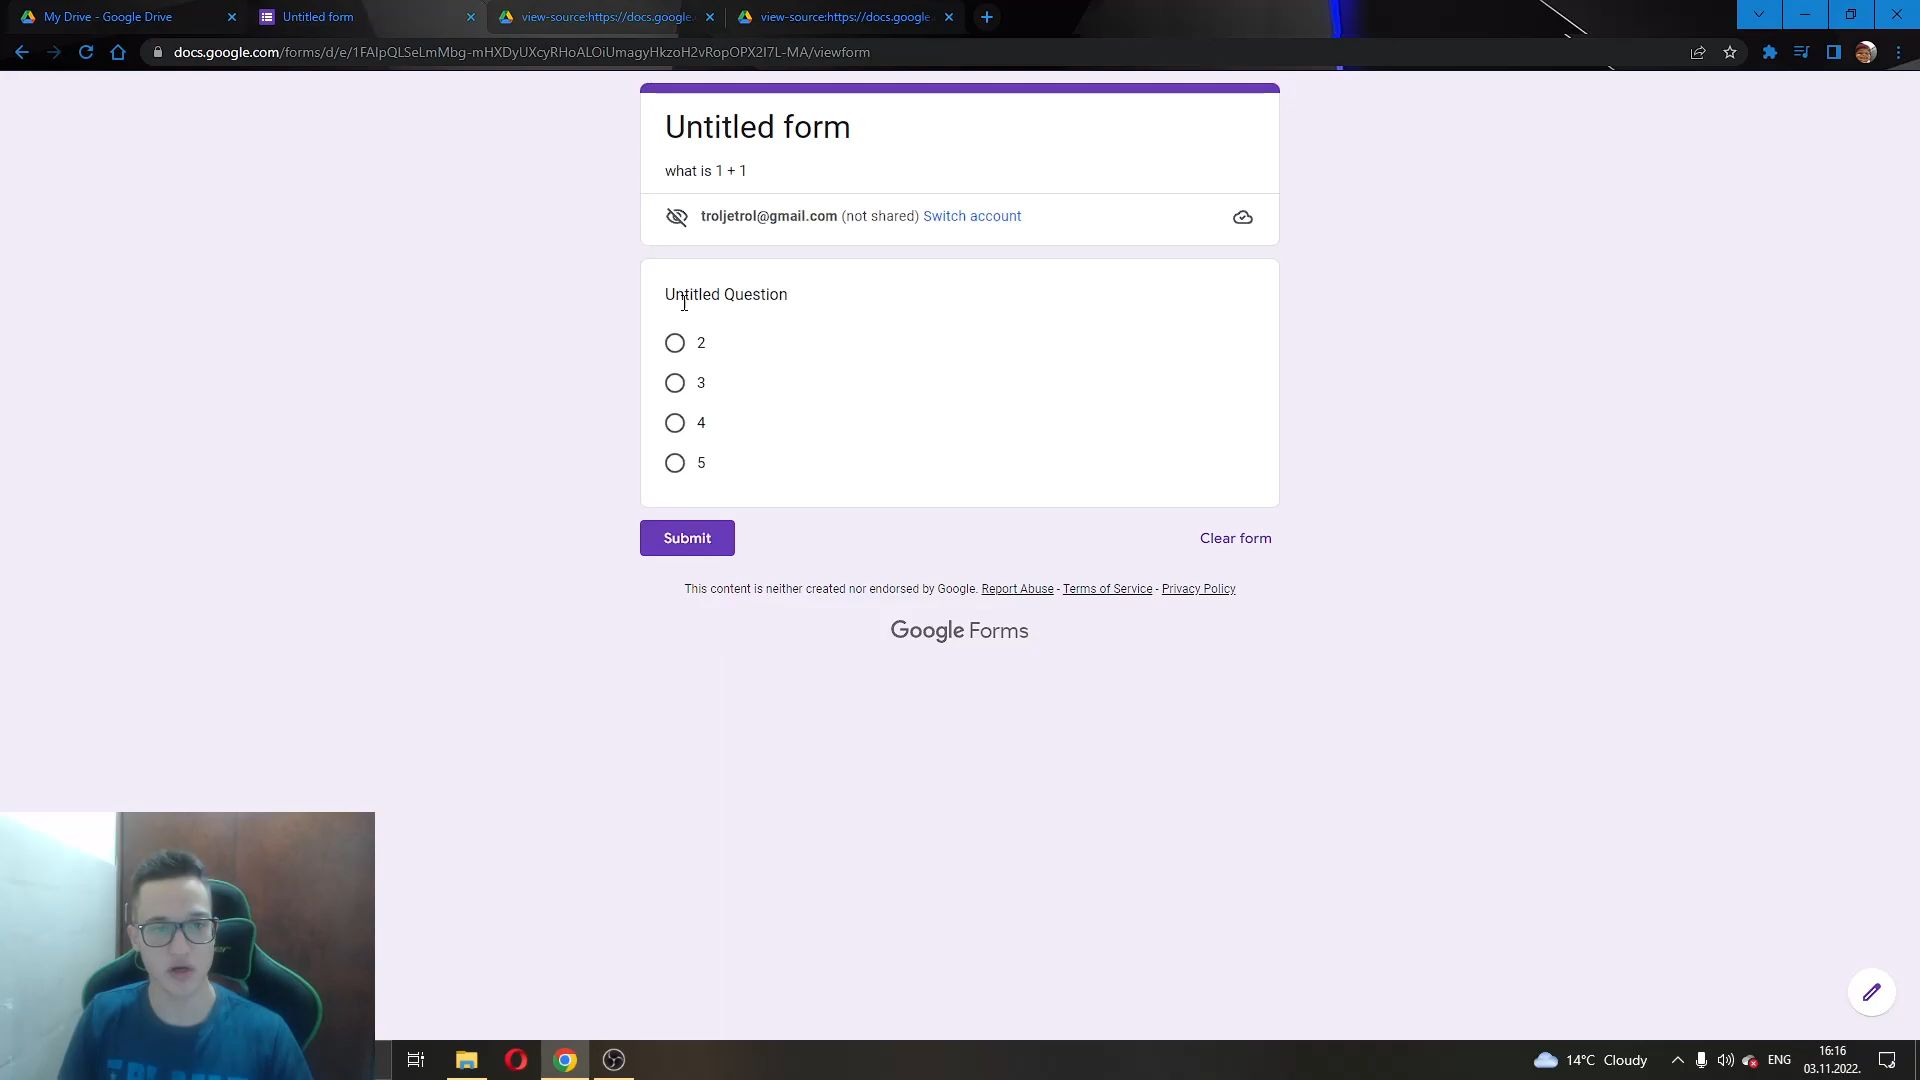 My Drive - Google Drive
Untitled form
view-source:https://docs.google.
view-source:https://docs.google.
docs.google.com/forms/d/e/1FAIpQLSeLmMbg-mHXDyUXcyRHoALOiUmagyHkzoH2vRopOPX2I7L-MA/viewform
Untitled form
what is 1 + 1
troljetrol@gmail.com (not shared) Switch account
Untitled Question
2
3
4
5
Submit
Clear form
This content is neither created nor endorsed by Google. Report Abuse - Terms of Service - Privacy Policy
Google Forms
14°C Cloudy
ENG
16:16
03.11.2022.